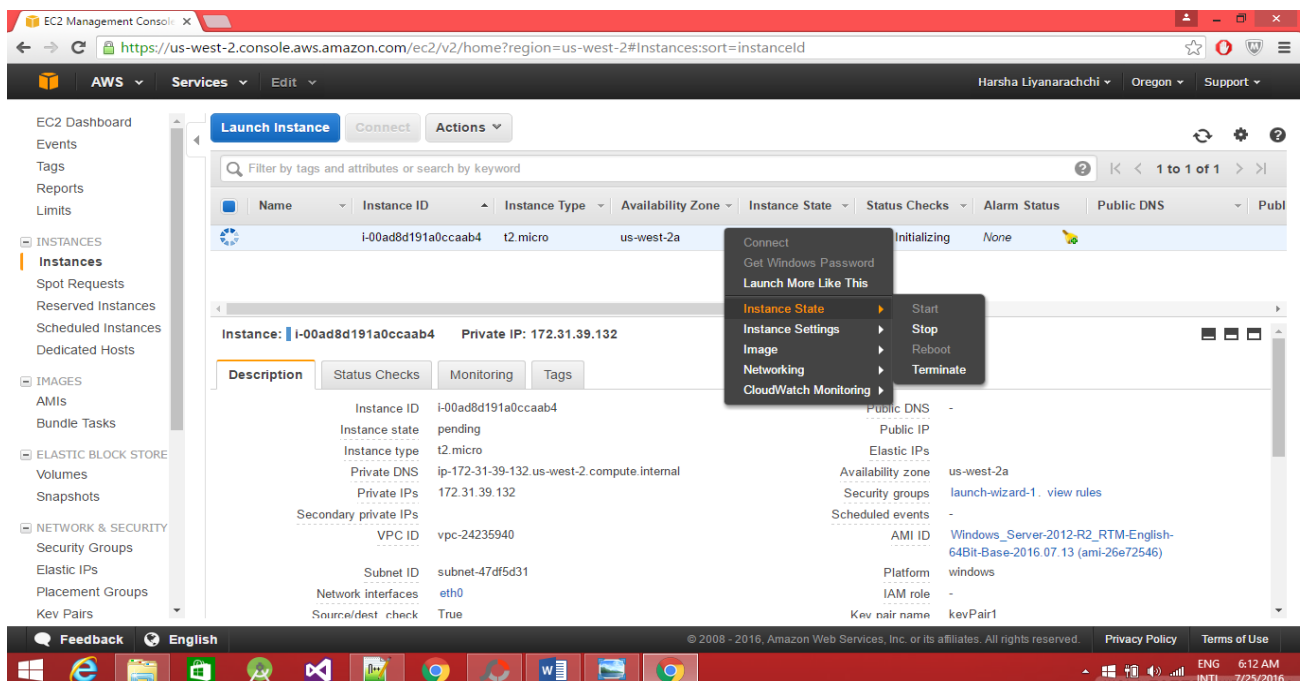 EC2 Management Console
https://us-west-2.console.aws.amazon.com/ec2/v2/home?region=us-west-2#Instances:sort=instanceId
AWS Services Edit Harsha Liyanarachchi Oregon Support
EC2 Dashboard
Events
Tags
Reports
Limits
INSTANCES
Instances
Spot Requests
Reserved Instances
Scheduled Instances
Dedicated Hosts
IMAGES
AMIs
Bundle Tasks
ELASTIC BLOCK STORE
Volumes
Snapshots
NETWORK & SECURITY
Security Groups
Elastic IPs
Placement Groups
Key Pairs
Launch Instance Connect Actions
Filter by tags and attributes or search by keyword 1 to 1 of 1
Name Instance ID Instance Type Availability Zone Instance State Status Checks Alarm Status Public DNS Publ
i-00ad8d191a0ccaab4 t2.micro us-west-2a Initializing None
Connect
Get Windows Password
Launch More Like This
Instance State
Instance Settings
Image
Networking
CloudWatch Monitoring
Start
Stop
Reboot
Terminate
Instance: i-00ad8d191a0ccaab4 Private IP: 172.31.39.132
Description Status Checks Monitoring Tags
Instance ID i-00ad8d191a0ccaab4
Instance state pending
Instance type t2.micro
Private DNS ip-172-31-39-132.us-west-2.compute.internal
Private IPs 172.31.39.132
Secondary private IPs
VPC ID vpc-24235940
Subnet ID subnet-47df5d31
Network interfaces eth0
Source/dest. check True
Public DNS -
Public IP
Elastic IPs
Availability zone us-west-2a
Security groups launch-wizard-1. view rules
Scheduled events -
AMI ID Windows_Server-2012-R2_RTM-English-
64Bit-Base-2016.07.13 (ami-26e72546)
Platform windows
IAM role -
Key pair name keyPair1
Feedback English © 2008 - 2016, Amazon Web Services, Inc. or its affiliates. All rights reserved. Privacy Policy Terms of Use
ENG 6:12 AM
INTL 7/25/2016